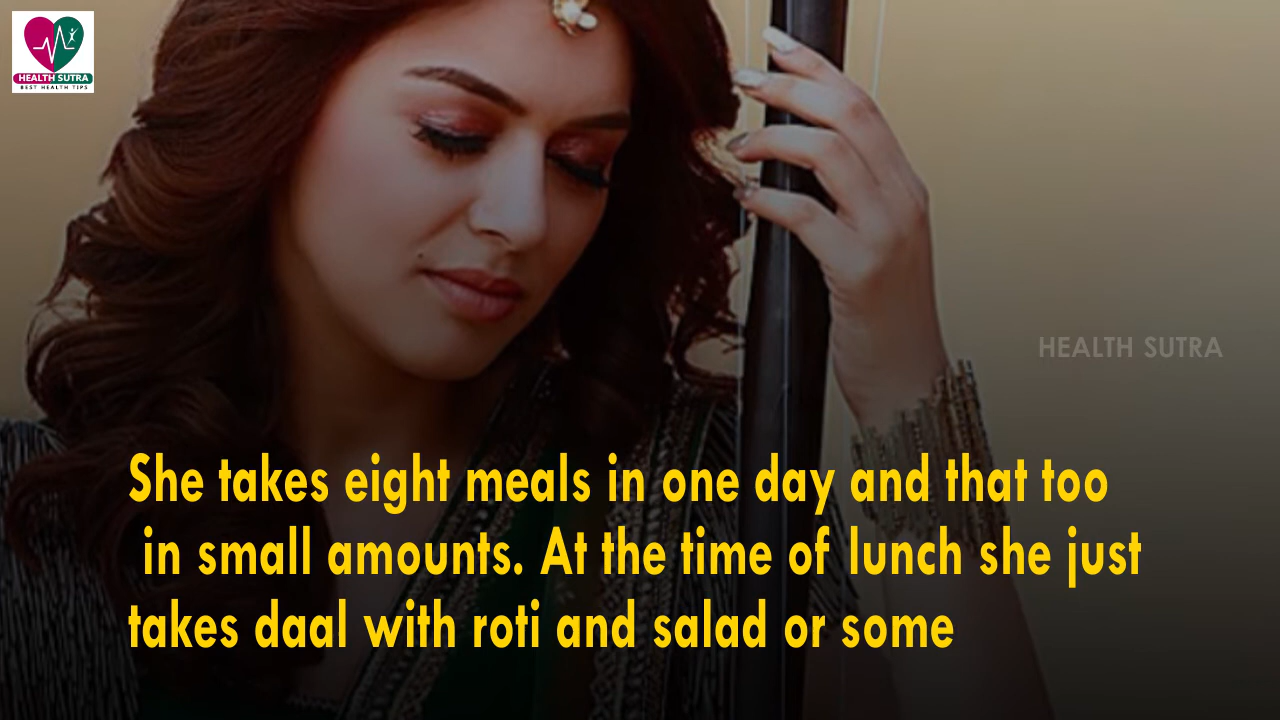 HEALTH SUTRA
BEST HEALTH TIPS
HEALTH SUTRA
She takes eight meals in one day and that too
in small amounts. At the time of lunch she just
takes daal with roti and salad or some